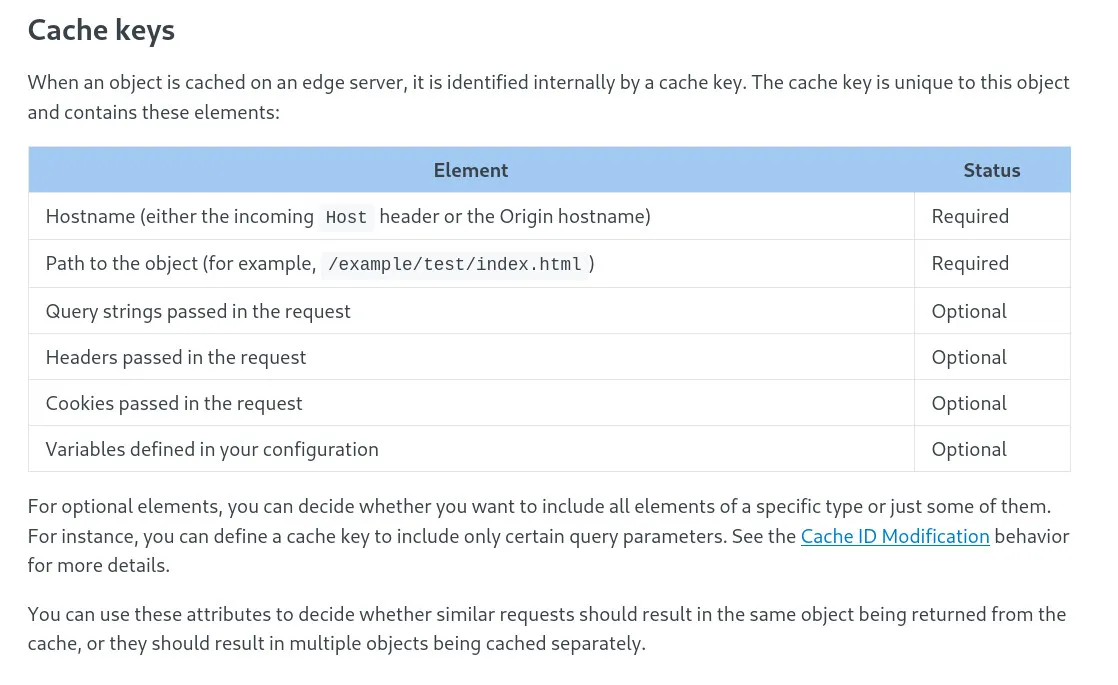 Cache keys
When an object is cached on an edge server, it is identified internally by a cache key. The cache key is unique to this object
and contains these elements:
Element Status
Hostname (either the incoming Host header or the Origin hostname) Required
Path to the object (for example, /example/test/index.html ) Required
Query strings passed in the request Optional
Headers passed in the request Optional
Cookies passed in the request Optional
Variables defined in your configuration Optional
For optional elements, you can decide whether you want to include all elements of a specific type or just some of them.
For instance, you can define a cache key to include only certain query parameters. See the Cache ID Modification behavior
for more details.
You can use these attributes to decide whether similar requests should result in the same object being returned from the
cache, or they should result in multiple objects being cached separately.